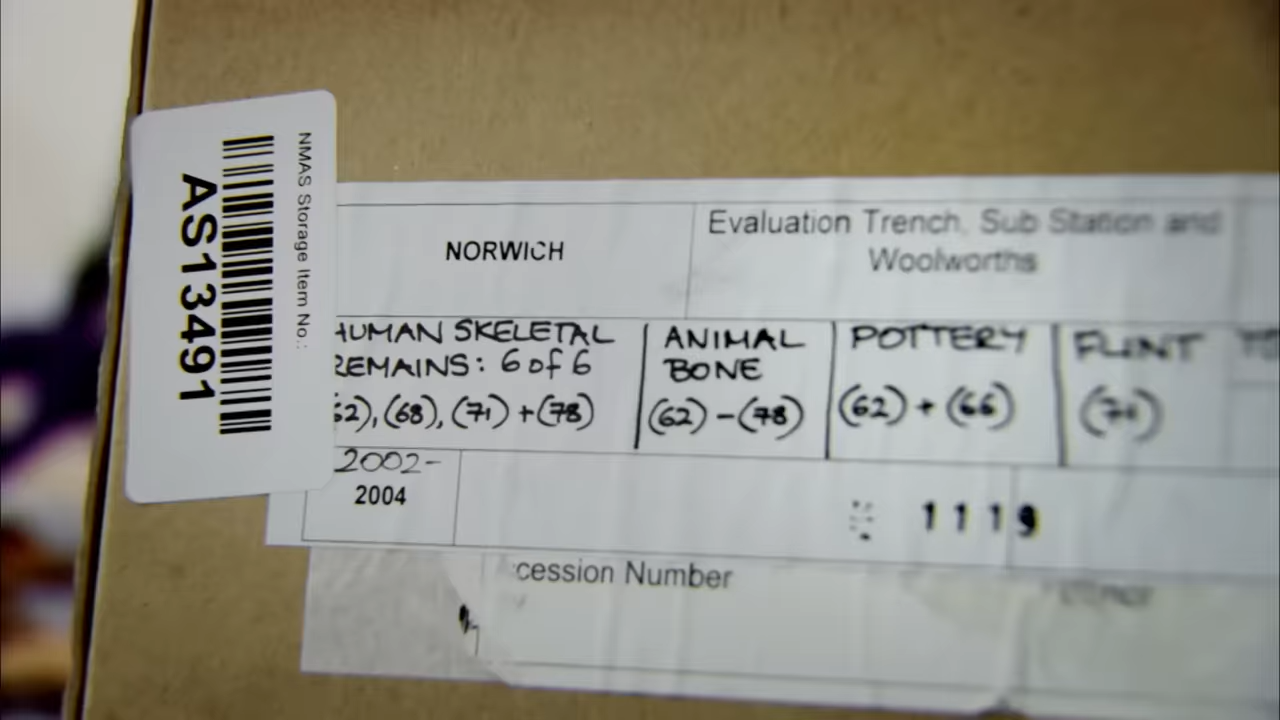 NMAS Storage Item No.:
AS13491
NORWICH
Evaluation Trench, Sub Station and
Woolworths
HUMAN SKELETAL
REMAINS: 6 of 6
(62), (68), (71) + (78)
ANIMAL
BONE
(62) - (78)
POTTERY
(62) + (66)
FLINT
(71)
2002-
2004
1119
cession Number